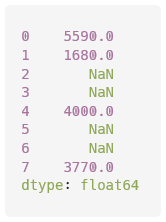 0    5590.0
1    1680.0
2       NaN
3       NaN
4    4000.0
5       NaN
6       NaN
7    3770.0
dtype: float64